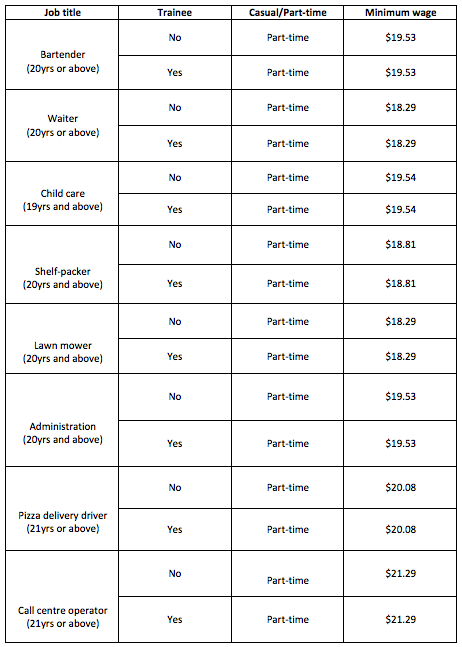 Job title Trainee Casual/Part-time Minimum wage
No Part-time $19.53
Bartender
(20yrs or above)
Yes Part-time $19.53
No Part-time $18.29
Waiter
(20yrs or above)
Yes Part-time $18.29
No Part-time $19.54
Child care
(19yrs and above)
Yes Part-time $19.54
No Part-time $18.81
Shelf-packer
(20yrs and above)
Yes Part-time $18.81
No Part-time $18.29
Lawn mower
(20yrs and above)
Yes Part-time $18.29
No Part-time $19.53
Administration
(20yrs and above)
Yes Part-time $19.53
No Part-time $20.08
Pizza delivery driver
(21yrs or above)
Yes Part-time $20.08
No Part-time $21.29
Call centre operator
(21yrs or above)
Yes Part-time $21.29